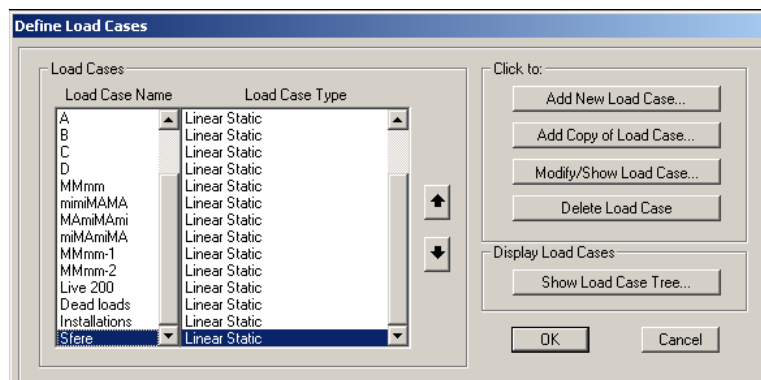 Define Load Cases
Load Cases
Load Case Name Load Case Type
A Linear Static
B Linear Static
C Linear Static
D Linear Static
MMmm Linear Static
mimiMAMA Linear Static
MAmiMAmi Linear Static
miMAmiMA Linear Static
MMmm-1 Linear Static
MMmm-2 Linear Static
Live 200 Linear Static
Dead loads Linear Static
Installations Linear Static
Sfere Linear Static
Click to:
Add New Load Case...
Add Copy of Load Case...
Modify/Show Load Case...
Delete Load Case
Display Load Cases
Show Load Case Tree...
OK Cancel